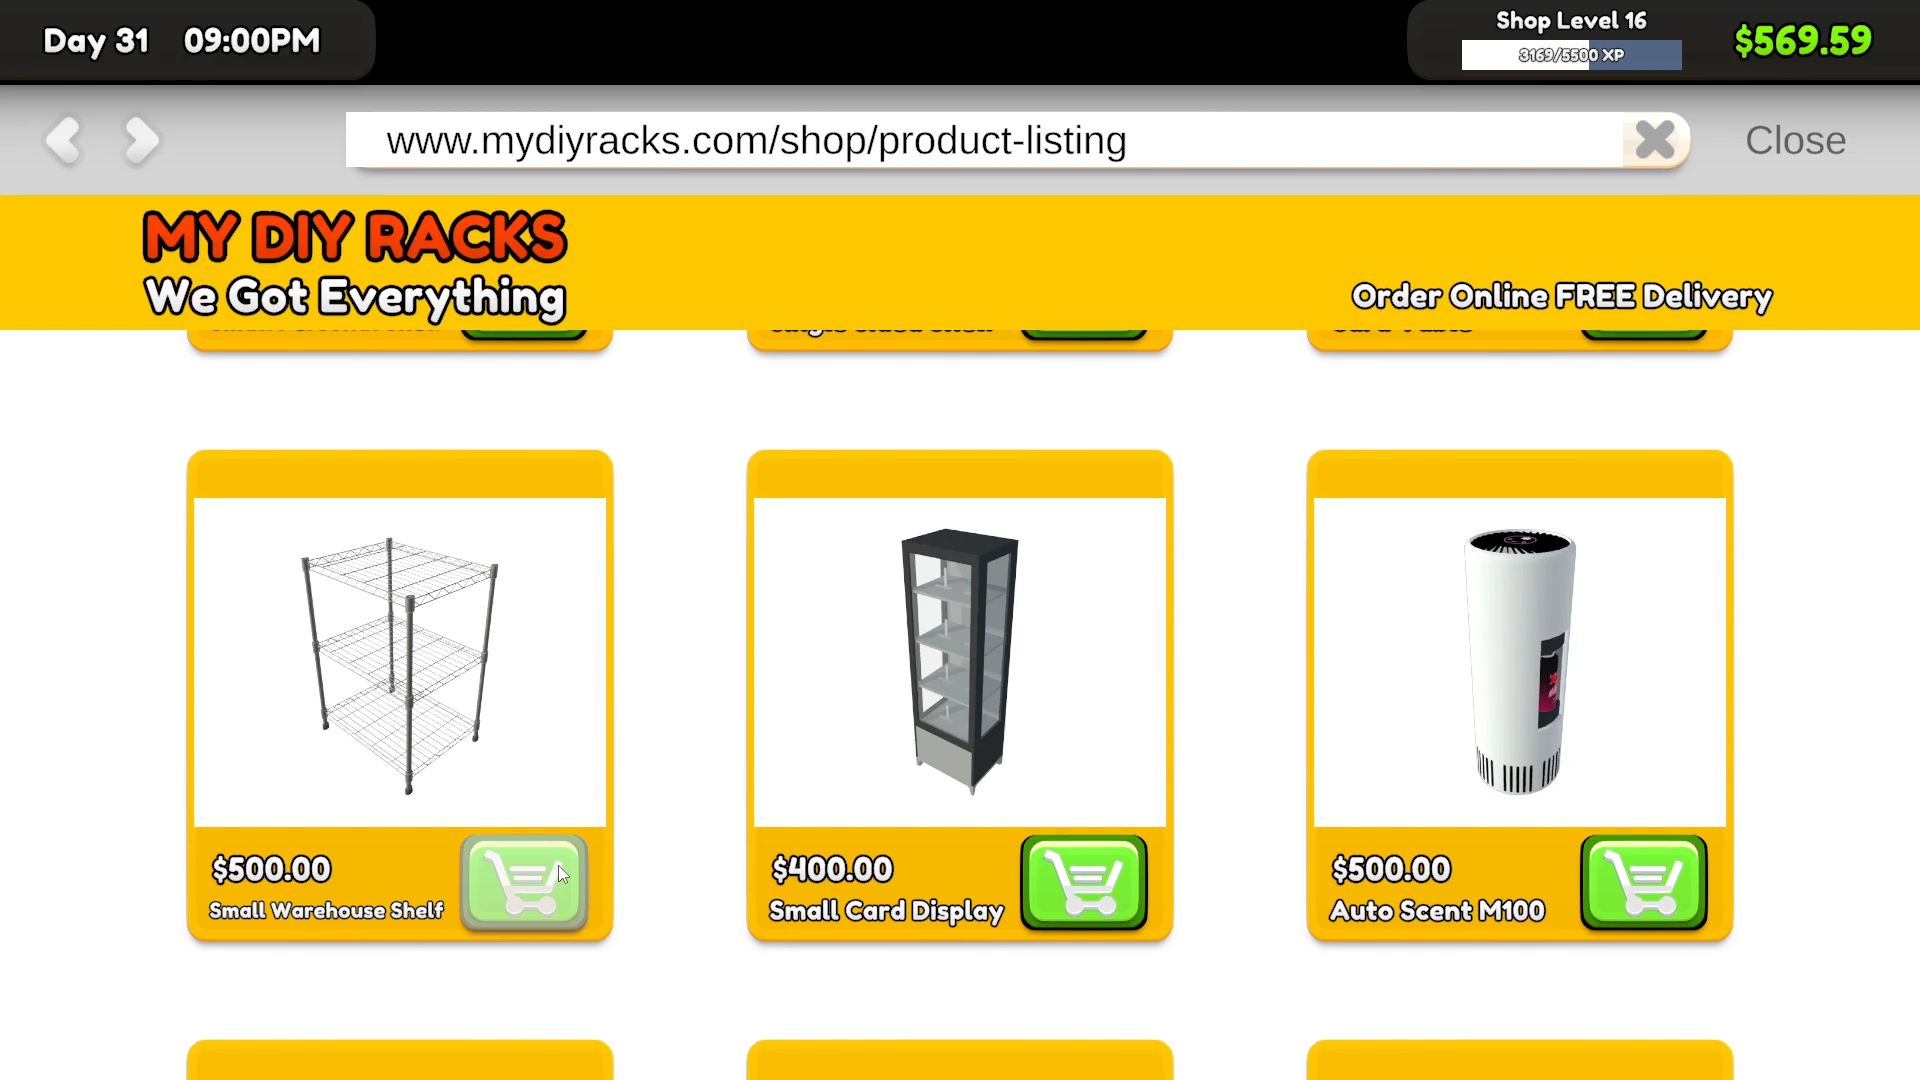 Day 31 09:00PM
Shop Level 16
3169/5500 XP
$569.59
www.mydiyracks.com/shop/product-listing
Close
MY DIY RACKS
We Got Everything
Order Online FREE Delivery
$500.00
Small Warehouse Shelf
$400.00
Small Card Display
$500.00
Auto Scent M100